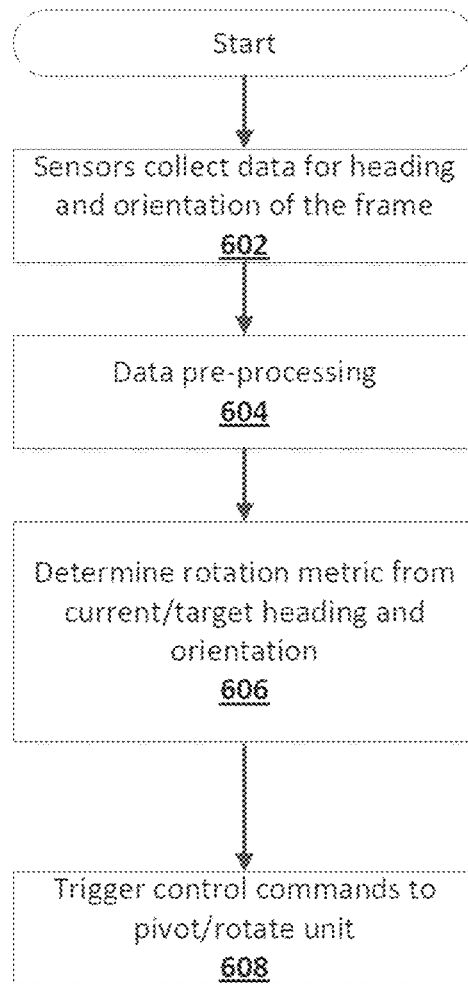 Start
Sensors collect data for heading
and orientation of the frame
602
Data pre-processing
604
Determine rotation metric from
current/target heading and
orientation
606
Trigger control commands to
pivot/rotate unit
608